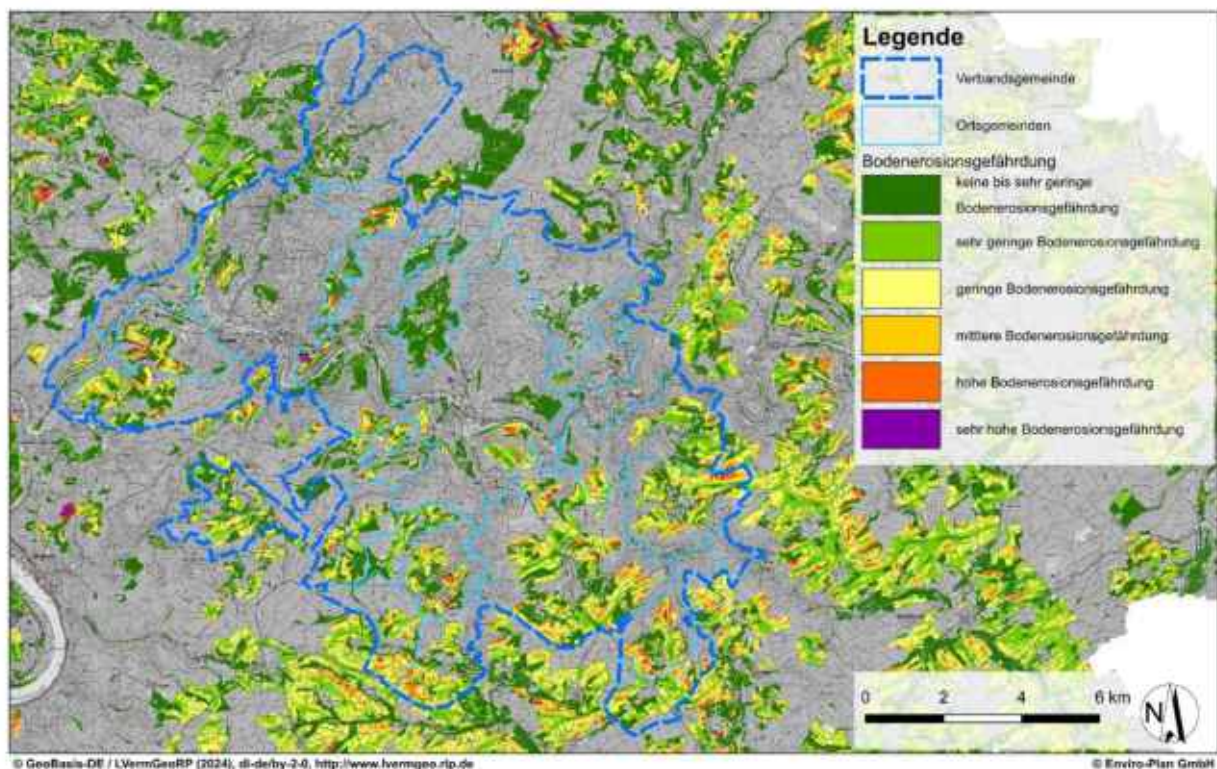 Legende
Verbandsgemeinde
Ortsgemeinden
Bodenerosionsgefährdung
keine bis sehr geringe
Bodenerosionsgefährdung
sehr geringe Bodenerosionsgefährdung
geringe Bodenerosionsgefährdung
mittlere Bodenerosionsgefährdung
hohe Bodenerosionsgefährdung
sehr hohe Bodenerosionsgefährdung
0 2 4 6 km
N
© GeoBasis-DE / LVermGeoRP (2024), dl-de/by-2-0, http://www.lvermgeo.rlp.de
© Enviro-Plan GmbH